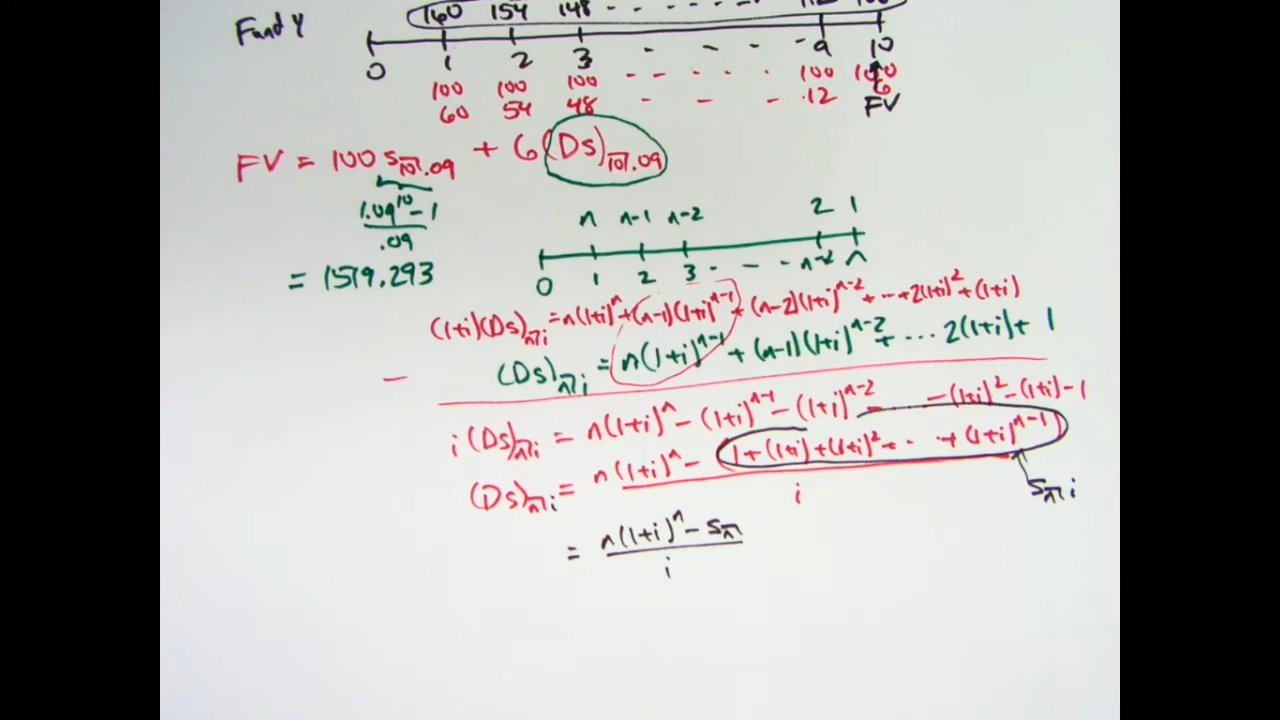 Fund Y
160 154 148 - - - - - - -
0 1 2 3 - - - - 9 10
100 100 100 - - - - - 100 100
60 54 48 - - - 12 6
FV
FV = 100 s10⌉.09 + 6(Ds)10⌉.09
1.09^10 - 1
.09
= 1519.293
n n-1 n-2 2 1
0 1 2 3 - - - n
(1+i)(Ds)n⌉i = n(1+i)^n + (n-1)(1+i)^n-1 + (n-2)(1+i)^n-2 + ... + 2(1+i)^2 + (1+i)
- (Ds)n⌉i = n(1+i)^n-1 + (n-1)(1+i)^n-2 + ... 2(1+i) + 1
i(Ds)n⌉i = n(1+i)^n - (1+i)^n-1 - (1+i)^n-2 - - (1+i)^2 - (1+i) - 1
(Ds)n⌉i = n(1+i)^n - (1 + (1+i) + (1+i)^2 + ... + (1+i)^n-1)
i
sn⌉i
= n(1+i)^n - sn⌉
i